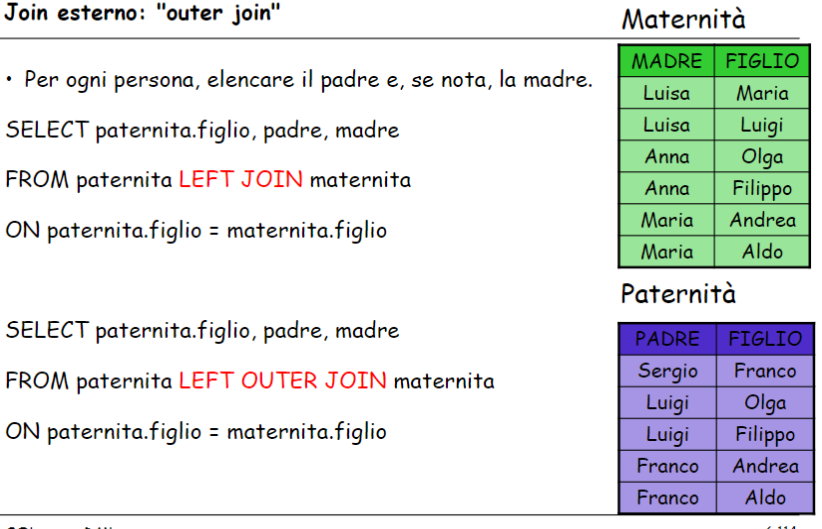 Join esterno: "outer join"
• Per ogni persona, elencare il padre e, se nota, la madre.
SELECT paternita.figlio, padre, madre
FROM paternita LEFT JOIN maternita
ON paternita.figlio = maternita.figlio
SELECT paternita.figlio, padre, madre
FROM paternita LEFT OUTER JOIN maternita
ON paternita.figlio = maternita.figlio
Maternità
MADRE FIGLIO
Luisa Maria
Luisa Luigi
Anna Olga
Anna Filippo
Maria Andrea
Maria Aldo
Paternità
PADRE FIGLIO
Sergio Franco
Luigi Olga
Luigi Filippo
Franco Andrea
Franco Aldo